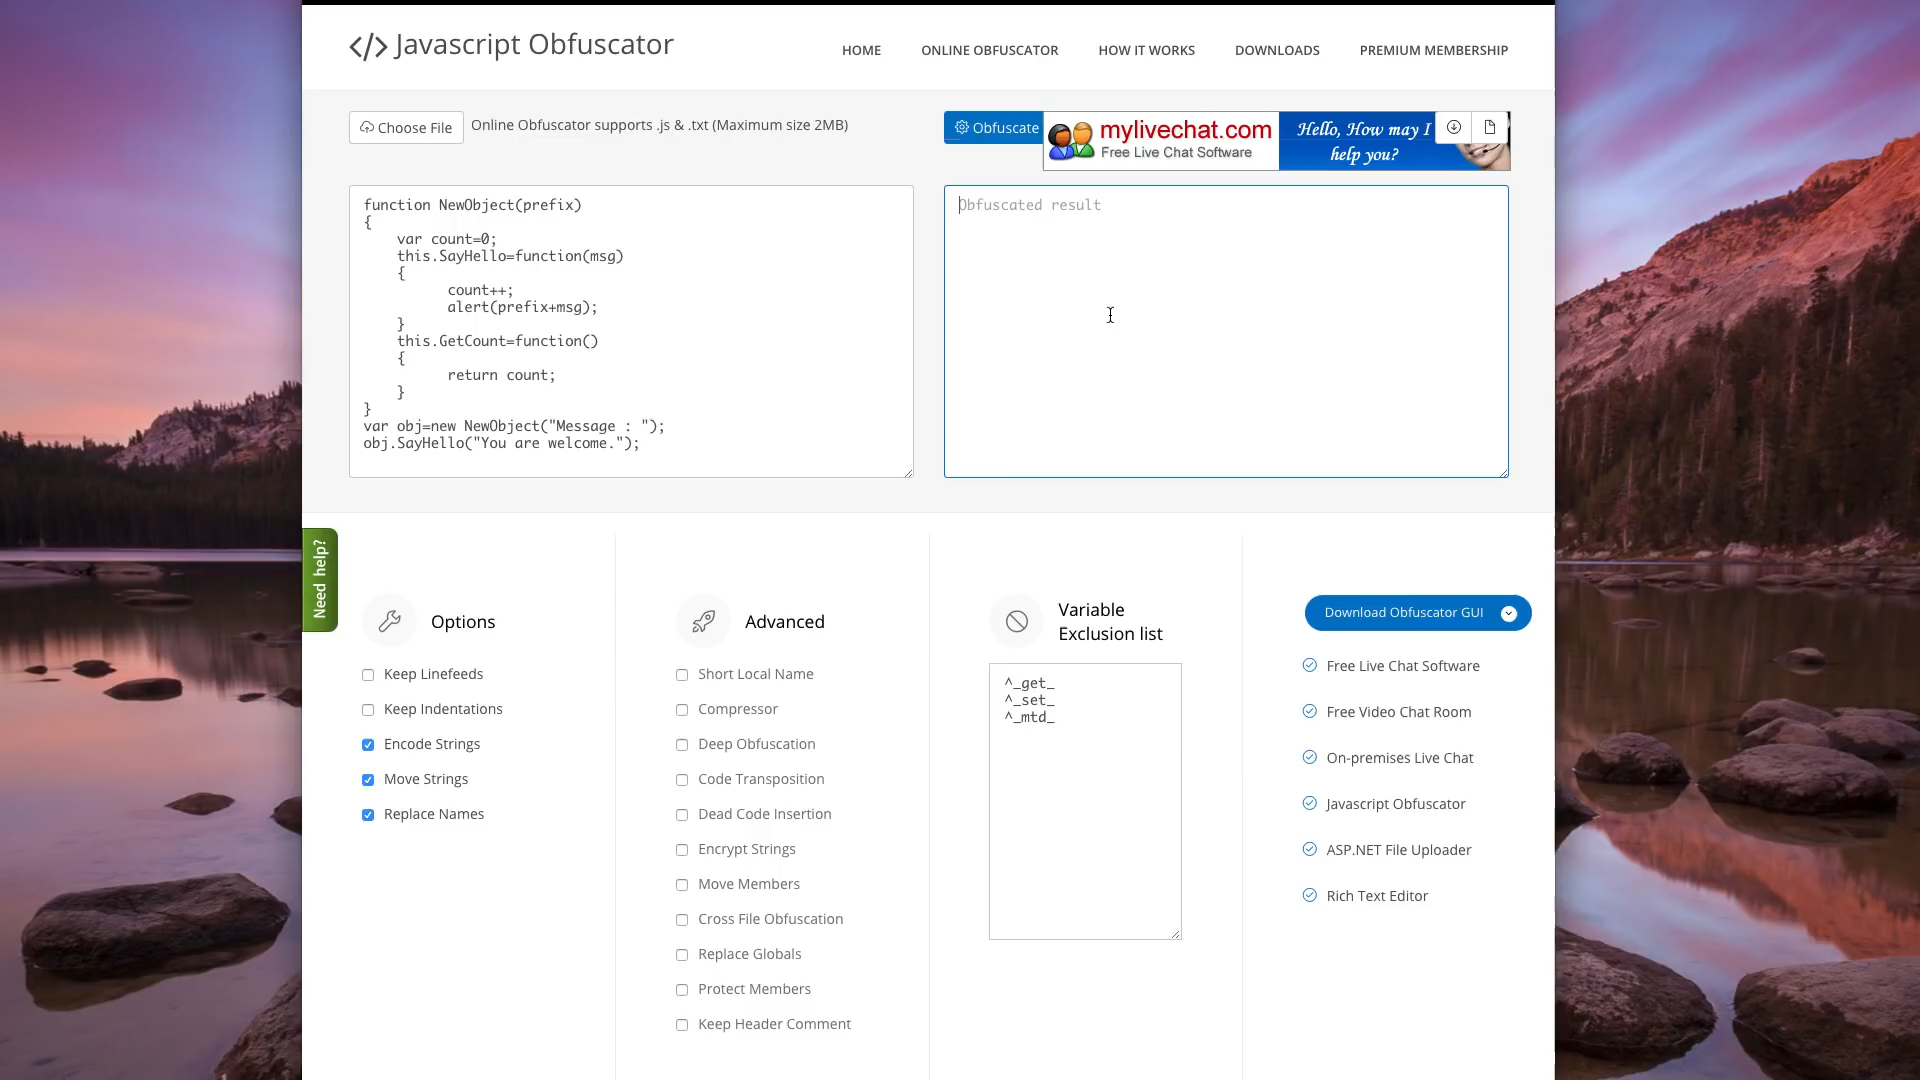 </> Javascript Obfuscator
HOME ONLINE OBFUSCATOR HOW IT WORKS DOWNLOADS PREMIUM MEMBERSHIP
Choose File Online Obfuscator supports .js & .txt (Maximum size 2MB)
Obfuscate
mylivechat.com
Free Live Chat Software
Hello, How may I
help you?
function NewObject(prefix)
{
    var count=0;
    this.SayHello=function(msg)
    {
          count++;
          alert(prefix+msg);
    }
    this.GetCount=function()
    {
          return count;
    }
}
var obj=new NewObject("Message : ");
obj.SayHello("You are welcome.");
Obfuscated result
Need help?
Options
Keep Linefeeds
Keep Indentations
Encode Strings
Move Strings
Replace Names
Advanced
Short Local Name
Compressor
Deep Obfuscation
Code Transposition
Dead Code Insertion
Encrypt Strings
Move Members
Cross File Obfuscation
Replace Globals
Protect Members
Keep Header Comment
Variable
Exclusion list
^_get_
^_set_
^_mtd_
Download Obfuscator GUI
Free Live Chat Software
Free Video Chat Room
On-premises Live Chat
Javascript Obfuscator
ASP.NET File Uploader
Rich Text Editor